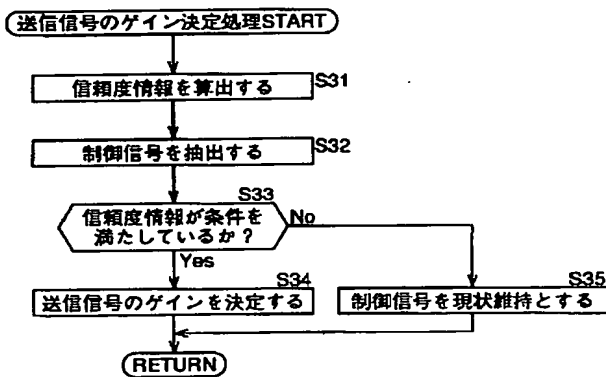 送信信号のゲイン決定処理START
信頼度情報を算出する
S31
制御信号を抽出する
S32
S33
信頼度情報が条件を
満たしているか?
No
Yes
S34
送信信号のゲインを決定する
S35
制御信号を現状維持とする
RETURN